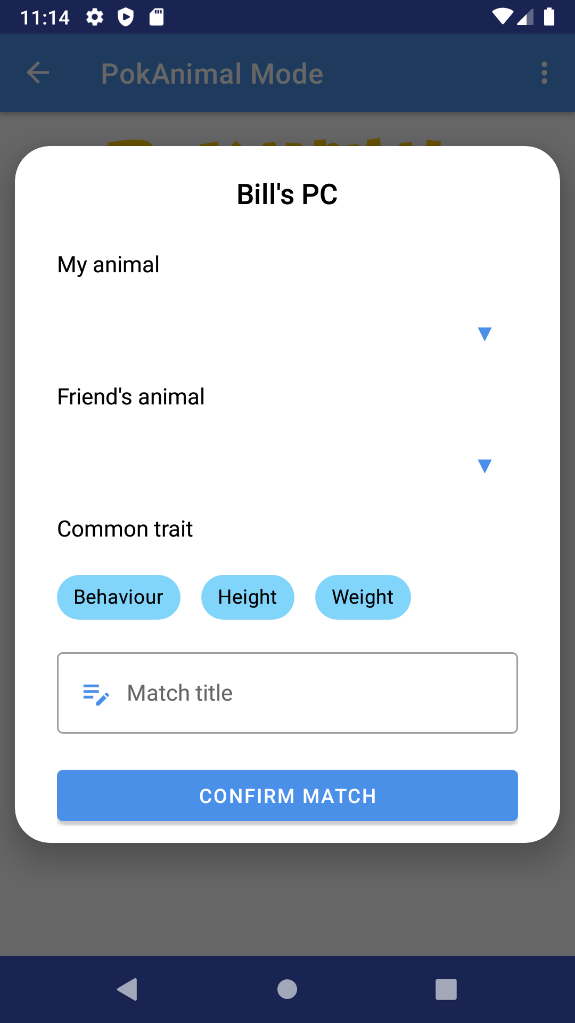 11:14
PokAnimal Mode
Bill's PC
My animal
Friend's animal
Common trait
Behaviour Height Weight
Match title
CONFIRM MATCH